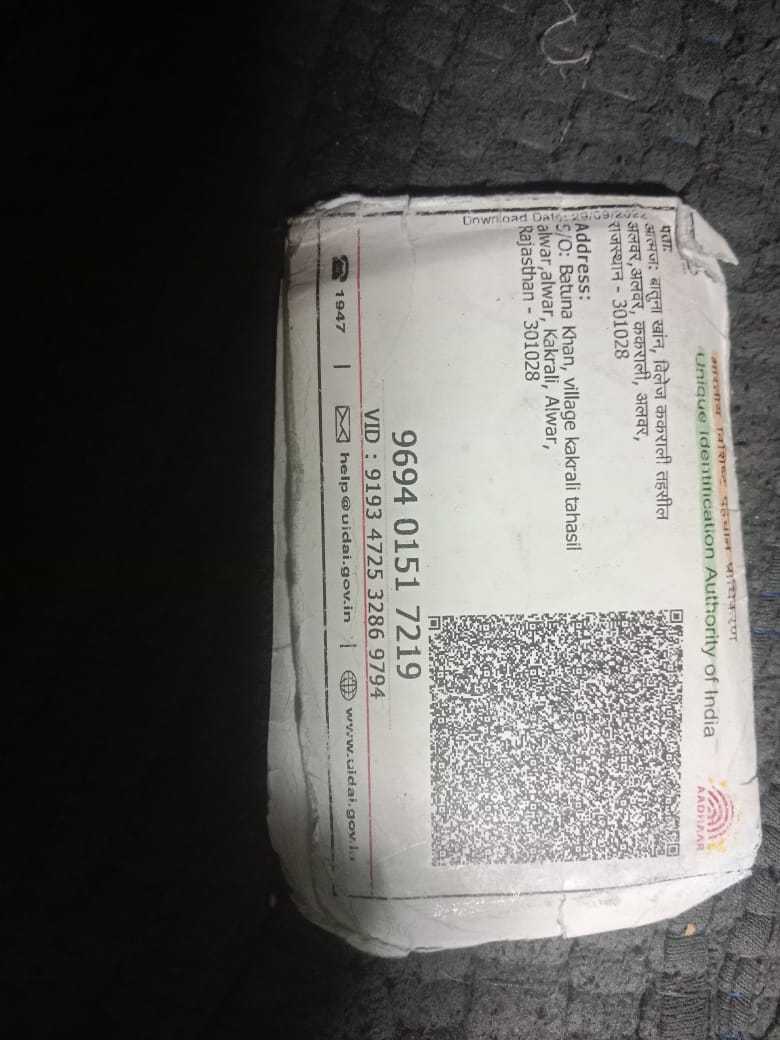 भारतीय विशिष्ट पहचान प्राधिकरण
Unique Identification Authority of India
AADHAAR
पताः
आत्मजः बातुना खांन, विलेज ककराली तहसील
अलवर,अलवर, ककराली, अलवर,
राजस्थान - 301028
Address:
S/O: Batuna Khan, village kakrali tahasil
alwar,alwar, Kakrali, Alwar,
Rajasthan - 301028
Download Date: 29/09/2022
9694 0151 7219
VID : 9193 4725 3286 9794
1947 | help@uidai.gov.in | www.uidai.gov.in